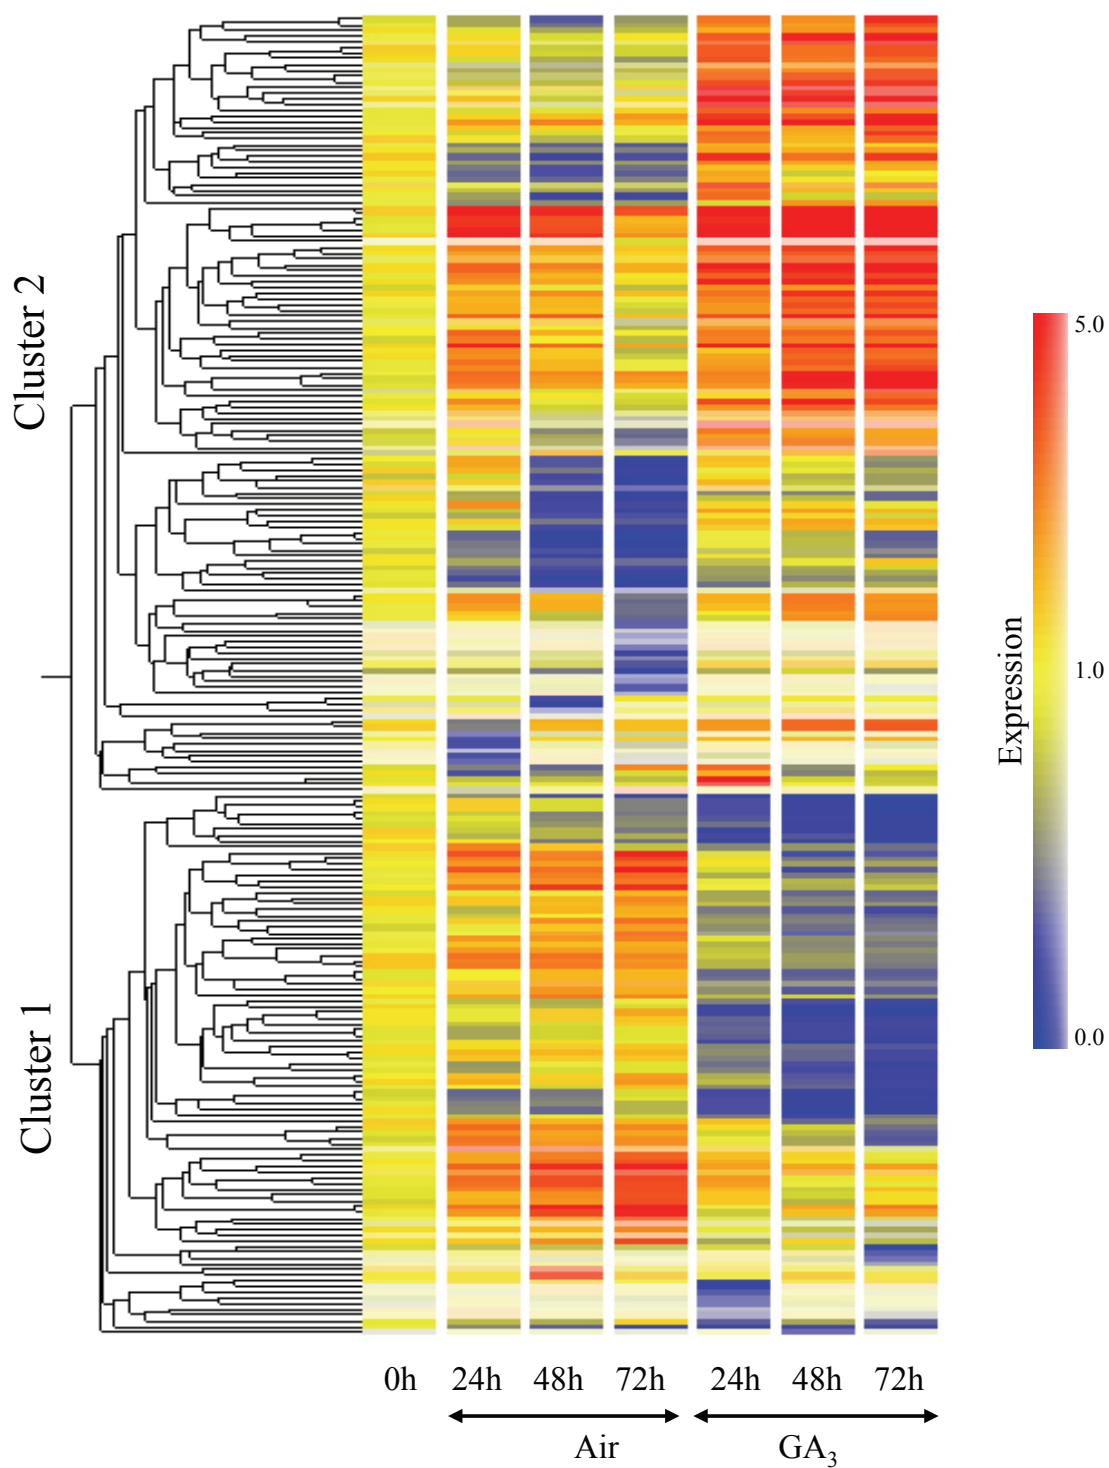 Cluster 2
Cluster 1
Expression
5.0
1.0
0.0
0h 24h 48h 72h 24h 48h 72h
Air GA₃